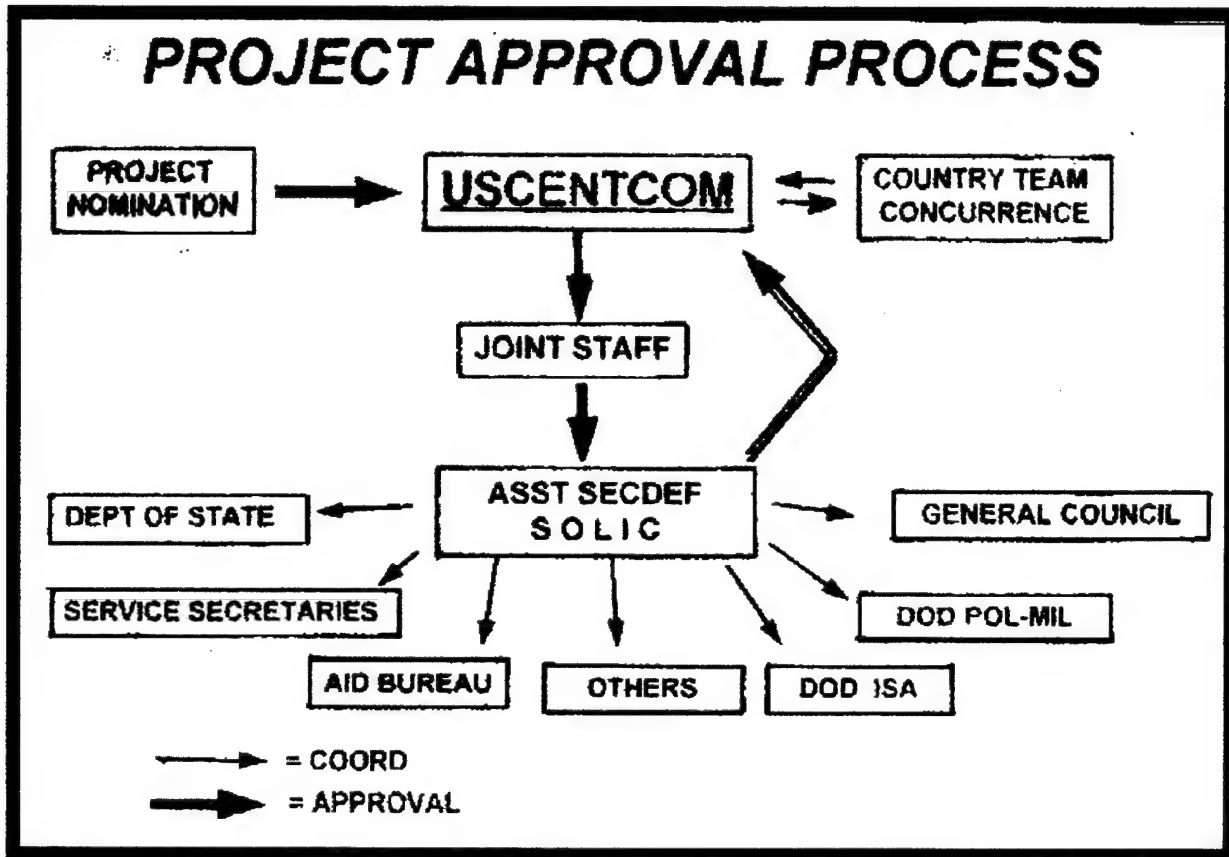 PROJECT APPROVAL PROCESS
PROJECT
NOMINATION
USCENTCOM
COUNTRY TEAM
CONCURRENCE
JOINT STAFF
ASST SECDEF
SOLIC
DEPT OF STATE
GENERAL COUNCIL
SERVICE SECRETARIES
DOD POL-MIL
AID BUREAU
OTHERS
DOD ISA
= COORD
= APPROVAL